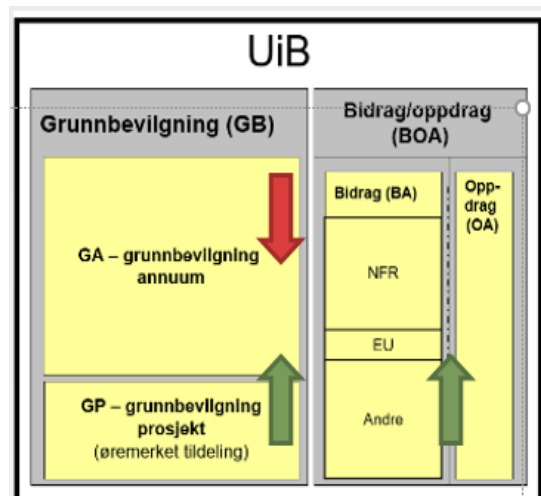 UiB
Grunnbevilgning (GB)
GA – grunnbevilgning
annuum
GP – grunnbevilgning
prosjekt
(øremerket tildeling)
Bidrag/oppdrag
(BOA)
Bidrag (BA)
NFR
EU
Andre
Opp-
drag
(OA)